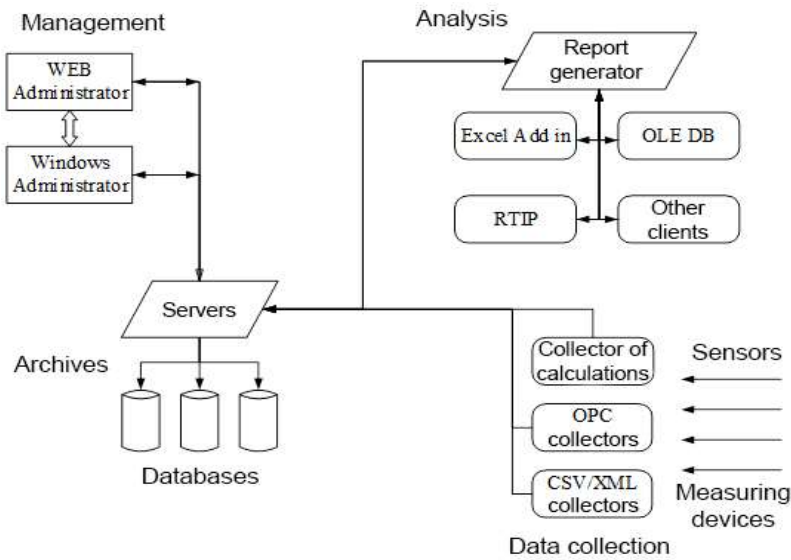 Management
WEB
Administrator
Windows
Administrator
Analysis
Report
generator
Excel Add in
OLE DB
RTIP
Other
clients
Servers
Archives
Databases
Collector of
calculations
OPC
collectors
CSV/XML
collectors
Data collection
Sensors
Measuring
devices